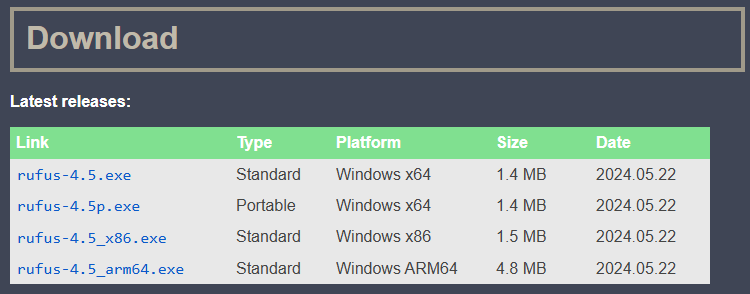 Download
Latest releases:
Link Type Platform Size Date
rufus-4.5.exe Standard Windows x64 1.4 MB 2024.05.22
rufus-4.5p.exe Portable Windows x64 1.4 MB 2024.05.22
rufus-4.5_x86.exe Standard Windows x86 1.5 MB 2024.05.22
rufus-4.5_arm64.exe Standard Windows ARM64 4.8 MB 2024.05.22